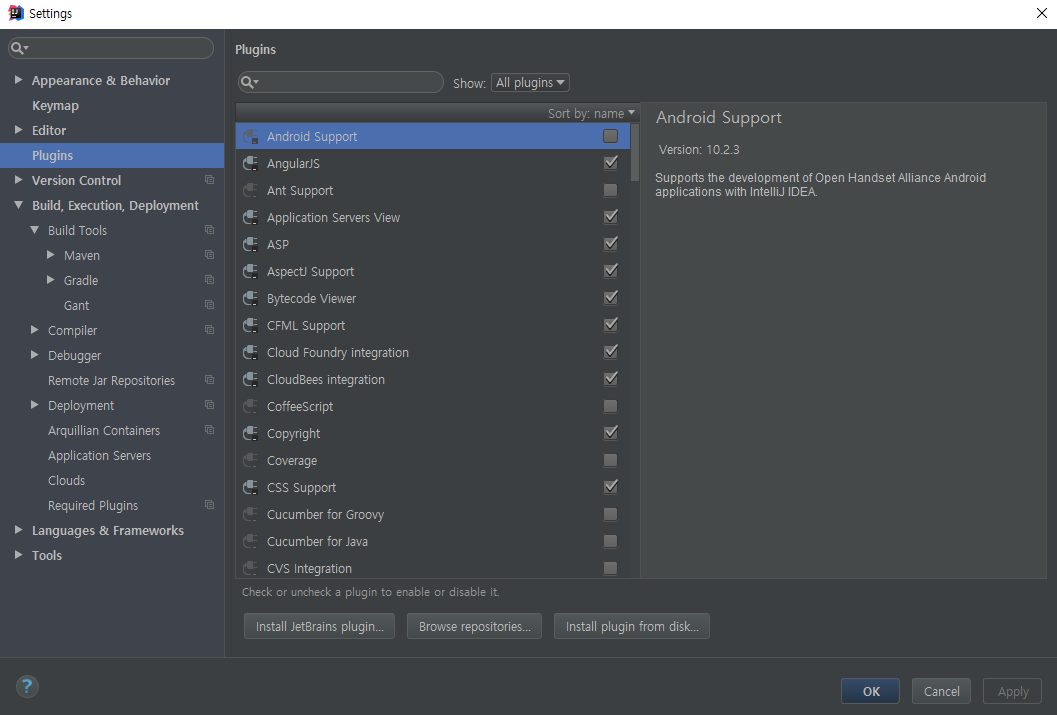 Settings
Appearance & Behavior
Keymap
Editor
Plugins
Version Control
Build, Execution, Deployment
Build Tools
Maven
Gradle
Gant
Compiler
Debugger
Remote Jar Repositories
Deployment
Arquillian Containers
Application Servers
Clouds
Required Plugins
Languages & Frameworks
Tools
?
Plugins
Show: All plugins
Sort by: name
Android Support
AngularJS
Ant Support
Application Servers View
ASP
AspectJ Support
Bytecode Viewer
CFML Support
Cloud Foundry integration
CloudBees integration
CoffeeScript
Copyright
Coverage
CSS Support
Cucumber for Groovy
Cucumber for Java
CVS Integration
Check or uncheck a plugin to enable or disable it.
Install JetBrains plugin...
Browse repositories...
Install plugin from disk...
Android Support
Version: 10.2.3
Supports the development of Open Handset Alliance Android
applications with IntelliJ IDEA.
OK
Cancel
Apply